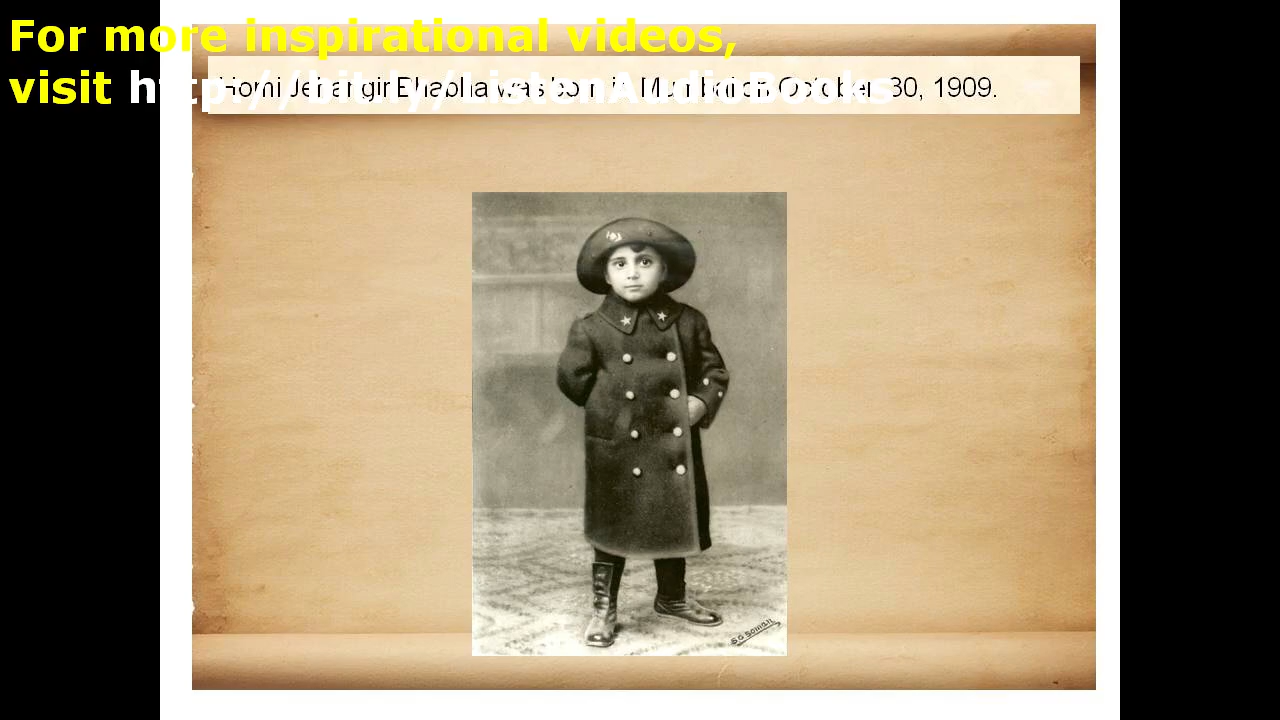 For more inspirational videos,
visit http://bit.ly/ListenAudioBooks
Homi Jehangir Bhabha was born in Mumbai on October 30, 1909.
S G Soman